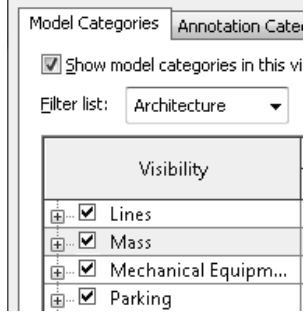 Model Categories Annotation Cate
Show model categories in this vi
Filter list: Architecture
Visibility
Lines
Mass
Mechanical Equipm...
Parking